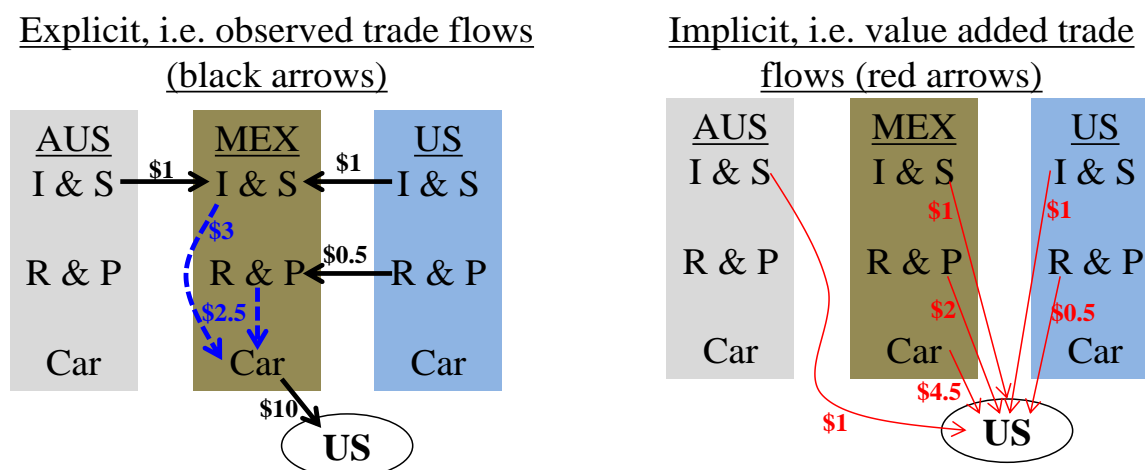 Explicit, i.e. observed trade flows
(black arrows)
AUS
MEX
US
$1
$1
I & S
I & S
I & S
$3
$0.5
R & P
R & P
R & P
$2.5
Car
Car
Car
$10
US
Implicit, i.e. value added trade
flows (red arrows)
AUS
MEX
US
I & S
I & S
I & S
$1
$1
R & P
R & P
R & P
$2
$0.5
Car
Car
Car
$4.5
$1
US